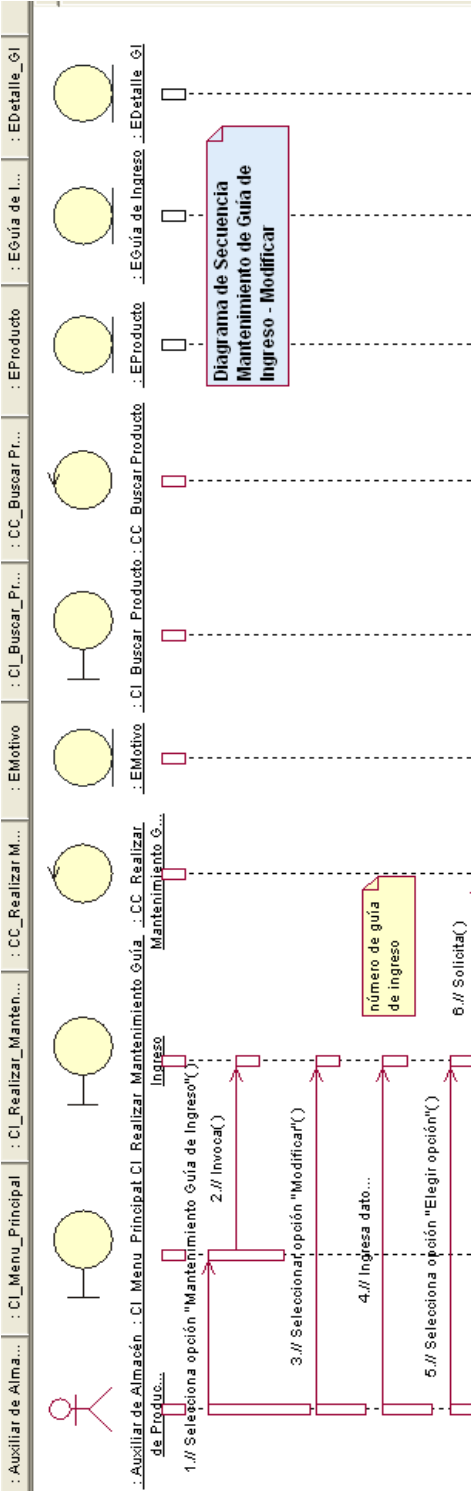 : Auxiliar de Alma...
: CI_Menu_Principal
: CI_Realizar_Manten...
: CC_Realizar M...
: EMotivo
: CI_Buscar_Pr...
: CC_Buscar Pr...
: EProducto
: EGuía de I...
: EDetalle_GI
: Auxiliar de Almacén
de Produc...
: CI_Menu_Principal
CI_Realizar_Mantenimiento Guía
Ingreso
: CC_Realizar
Mantenimiento G...
: EMotivo
: CI_Buscar_Producto
: CC_Buscar Producto
: EProducto
: EGuía de Ingreso
: EDetalle_GI
Diagrama de Secuencia
Mantenimiento de Guía de
Ingreso - Modificar
1.// Selecciona opción "Mantenimiento Guía de Ingreso"( )
2.// Invoca( )
3.// Seleccionar opción "Modificar"( )
número de guía
de ingreso
4.// Ingresa dato...
5.// Selecciona opción "Elegir opción"( )
6.// Solicita( )